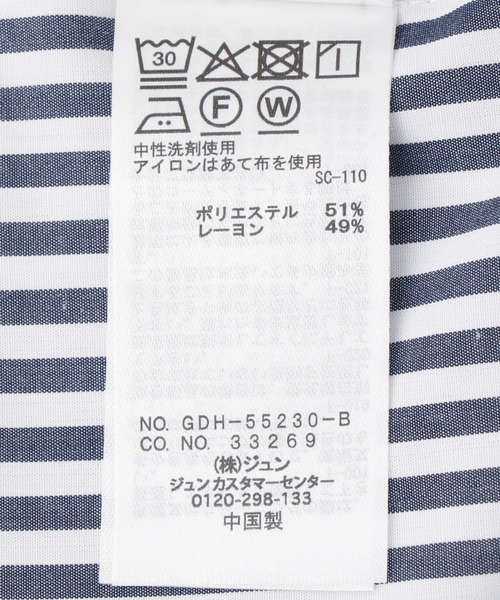 30
F W
中性洗剤使用
アイロンはあて布を使用
SC-110
ポリエステル 51%
レーヨン 49%
NO. GDH-55230-B
CO. NO. 33269
(株)ジュン
ジュンカスタマーセンター
0120-298-133
中国製